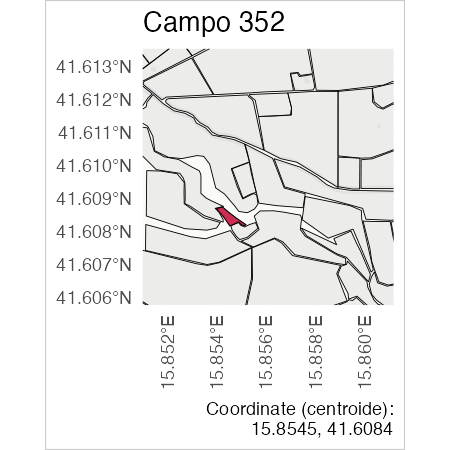 Campo 352
41.613°N
41.612°N
41.611°N
41.610°N
41.609°N
41.608°N
41.607°N
41.606°N
15.852°E
15.854°E
15.856°E
15.858°E
15.860°E
Coordinate (centroide):
15.8545, 41.6084